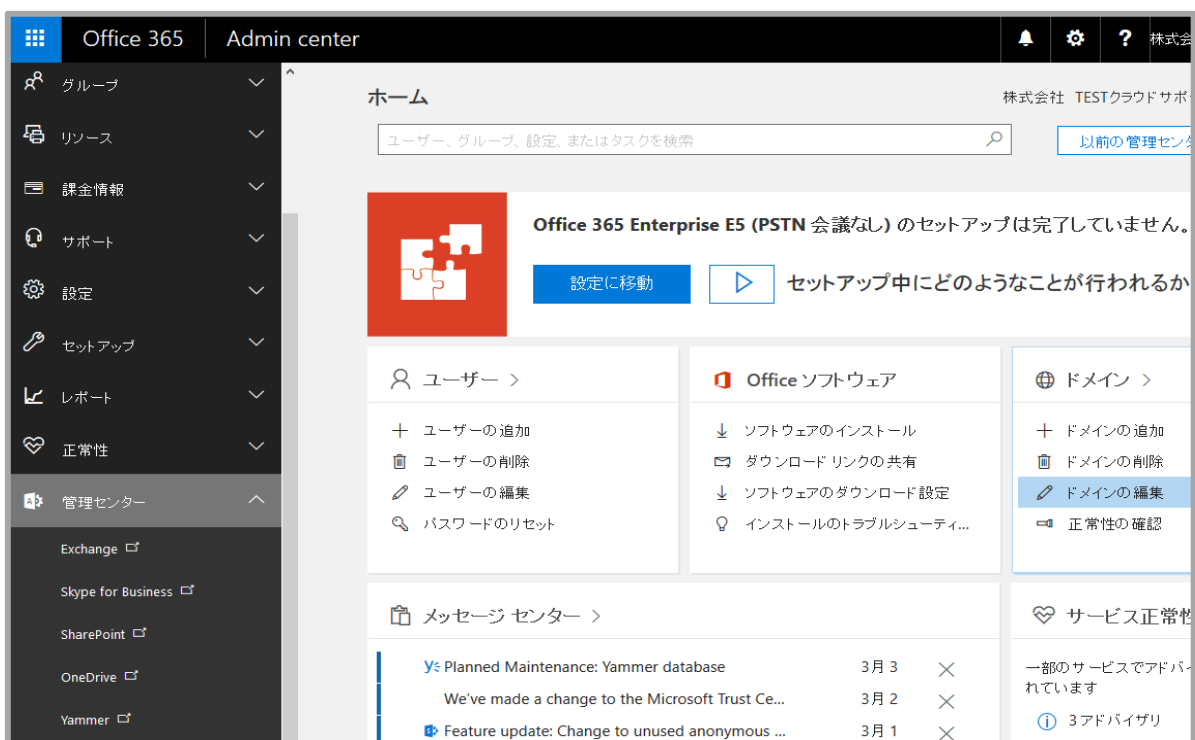 Office 365
Admin center
?
株式会
グループ
リソース
課金情報
サポート
設定
セットアップ
レポート
正常性
管理センター
Exchange
Skype for Business
SharePoint
OneDrive
Yammer
ホーム
株式会社 TESTクラウドサポ
ユーザー、グループ、設定、またはタスクを検索
以前の管理セン
Office 365 Enterprise E5 (PSTN 会議なし) のセットアップは完了していません。
設定に移動
セットアップ中にどのようなことが行われるか
ユーザー
ユーザーの追加
ユーザーの削除
ユーザーの編集
パスワードのリセット
Office ソフトウェア
ソフトウェアのインストール
ダウンロード リンクの共有
ソフトウェアのダウンロード設定
インストールのトラブルシューティ...
ドメイン
ドメインの追加
ドメインの削除
ドメインの編集
正常性の確認
メッセージ センター
Planned Maintenance: Yammer database 3月 3
We've made a change to the Microsoft Trust Ce... 3月 2
Feature update: Change to unused anonymous ... 3月 1
サービス正常性
一部のサービスでアドバイ
れています
3 アドバイザリ